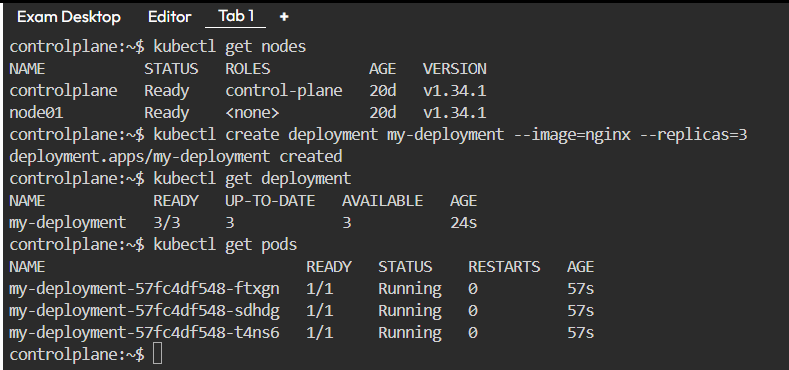 Exam Desktop Editor Tab 1 +
controlplane:~$ kubectl get nodes
NAME STATUS ROLES AGE VERSION
controlplane Ready control-plane 20d v1.34.1
node01 Ready <none> 20d v1.34.1
controlplane:~$ kubectl create deployment my-deployment --image=nginx --replicas=3
deployment.apps/my-deployment created
controlplane:~$ kubectl get deployment
NAME READY UP-TO-DATE AVAILABLE AGE
my-deployment 3/3 3 3 24s
controlplane:~$ kubectl get pods
NAME READY STATUS RESTARTS AGE
my-deployment-57fc4df548-ftxgn 1/1 Running 0 57s
my-deployment-57fc4df548-sdhdg 1/1 Running 0 57s
my-deployment-57fc4df548-t4ns6 1/1 Running 0 57s
controlplane:~$